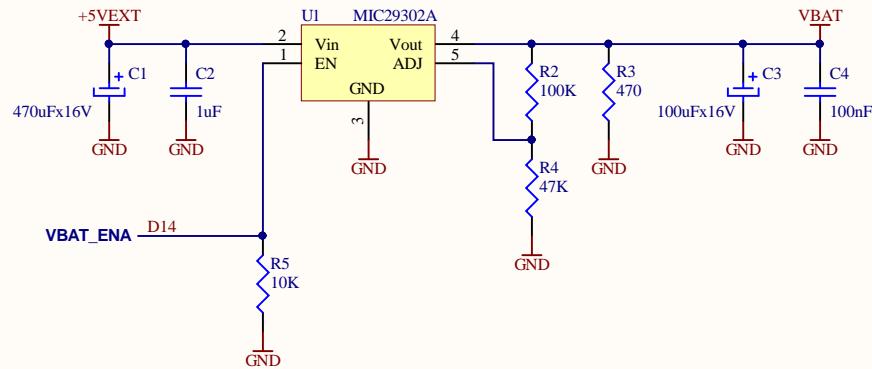 +5VEXT
U1 MIC29302A
VBAT
2 Vin Vout 4
1 EN ADJ 5
GND
3
C1
470uFx16V
C2
1uF
R2
100K
R3
470
C3
100uFx16V
C4
100nF
GND
GND
GND
GND
GND
GND
R4
47K
VBAT_ENA D14
GND
R5
10K
GND